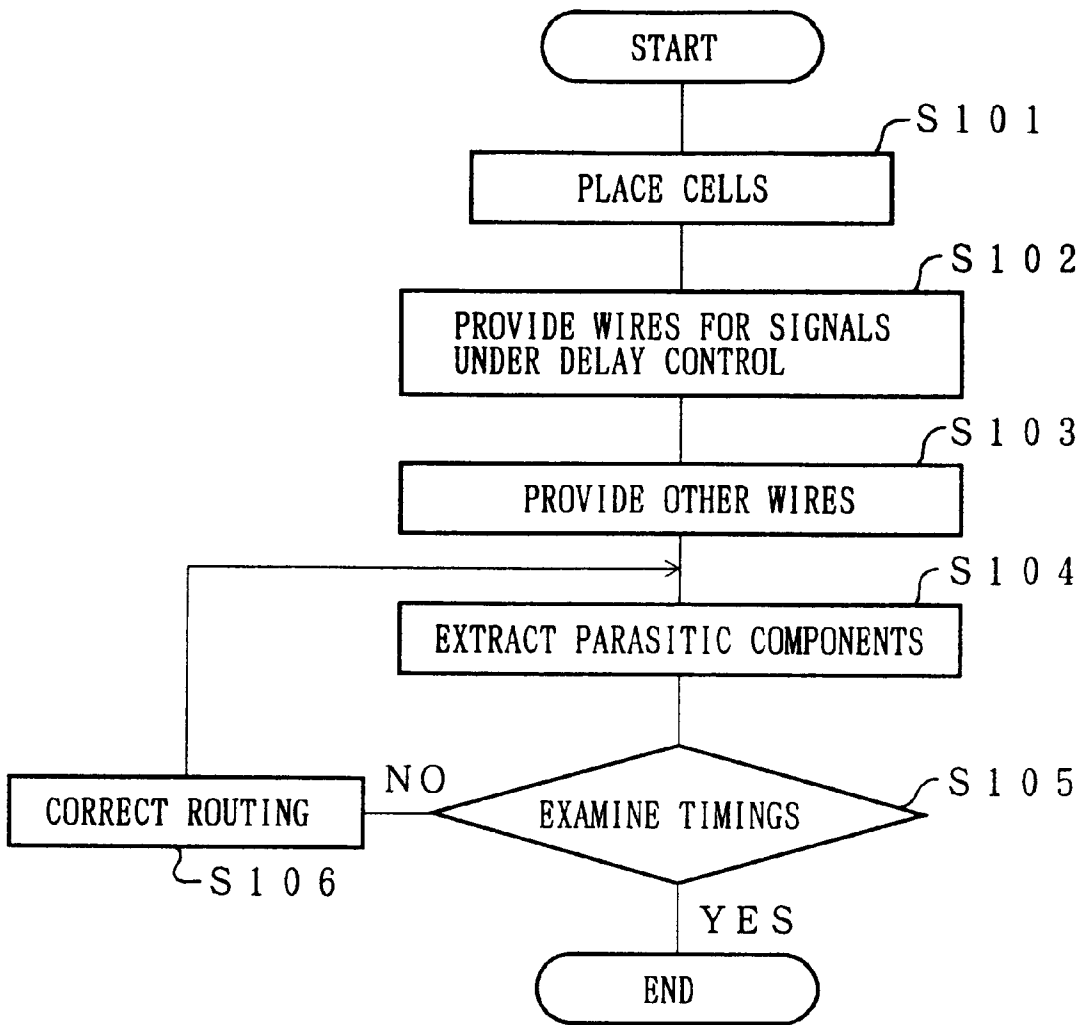 START
S101
PLACE CELLS
S102
PROVIDE WIRES FOR SIGNALS
UNDER DELAY CONTROL
S103
PROVIDE OTHER WIRES
S104
EXTRACT PARASITIC COMPONENTS
S105
EXAMINE TIMINGS
NO
CORRECT ROUTING
S106
YES
END